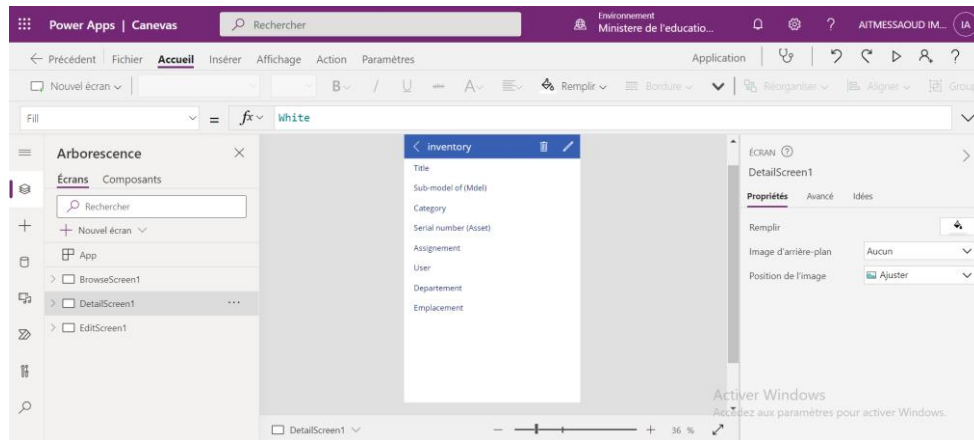 Power Apps | Canevas
Rechercher
Environnement
Ministere de l'educatio...
AITMESSAOUD IM...
IA
Précédent Fichier Accueil Insérer Affichage Action Paramètres
Application
Nouvel écran
B / U A
Remplir
Bordure
Réorganiser
Aligner
Group
Fill
= fx White
Arborescence
Écrans Composants
Rechercher
Nouvel écran
App
BrowseScreen1
DetailScreen1 ...
EditScreen1
inventory
Title
Sub-model of (Mdel)
Category
Serial number (Asset)
Assignement
User
Departement
Emplacement
DetailScreen1
36 %
ÉCRAN
DetailScreen1
Propriétés Avancé Idées
Remplir
Image d'arrière-plan Aucun
Position de l'image Ajuster
Activer Windows
Accédez aux paramètres pour activer Windows.